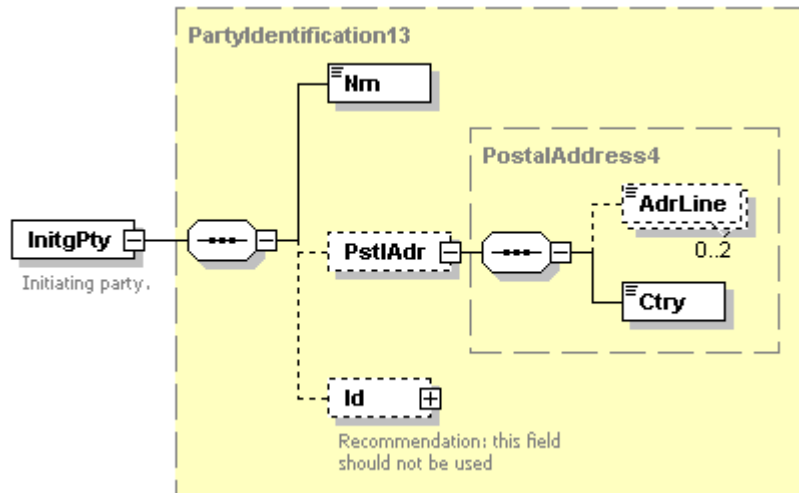 PartyIdentification13
Nm
PostalAddress4
AdrLine
InitgPty
PstlAdr
0..2
Initiating party.
Ctry
Id
Recommendation: this field
should not be used